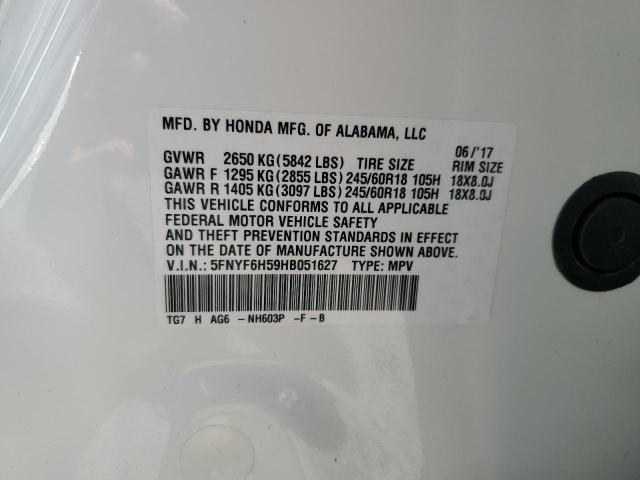 MFD. BY HONDA MFG. OF ALABAMA, LLC
06/'17
GVWR 2650 KG(5842 LBS) TIRE SIZE RIM SIZE
GAWR F 1295 KG(2855 LBS)245/60R18 105H 18X8.0J
GAWR R 1405 KG(3097 LBS)245/60R18 105H 18X8.0J
THIS VEHICLE CONFORMS TO ALL APPLICABLE
FEDERAL MOTOR VEHICLE SAFETY
AND THEFT PREVENTION STANDARDS IN EFFECT
ON THE DATE OF MANUFACTURE SHOWN ABOVE.
V.I.N.: 5FNYF6H59HB051627 TYPE: MPV
TG7 H AG6 -NH603P -F-B